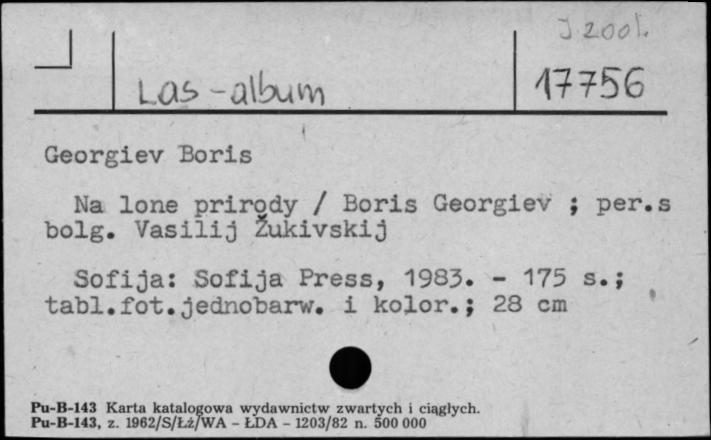 J 200l.
Las - album
17756
Georgiev Boris
Na lone prirody / Boris Georgiev ; per.s
bolg. Vasilij Žukivskij
Sofija: Sofija Press, 1983. - 175 s.;
tabl.fot.jednobarw. i kolor.; 28 cm
Pu-B-143 Karta katalogowa wydawnictw zwartych i ciągłych.
Pu-B-143, z. 1962/S/Łż/WA - ŁDA - 1203/82 n. 500 000